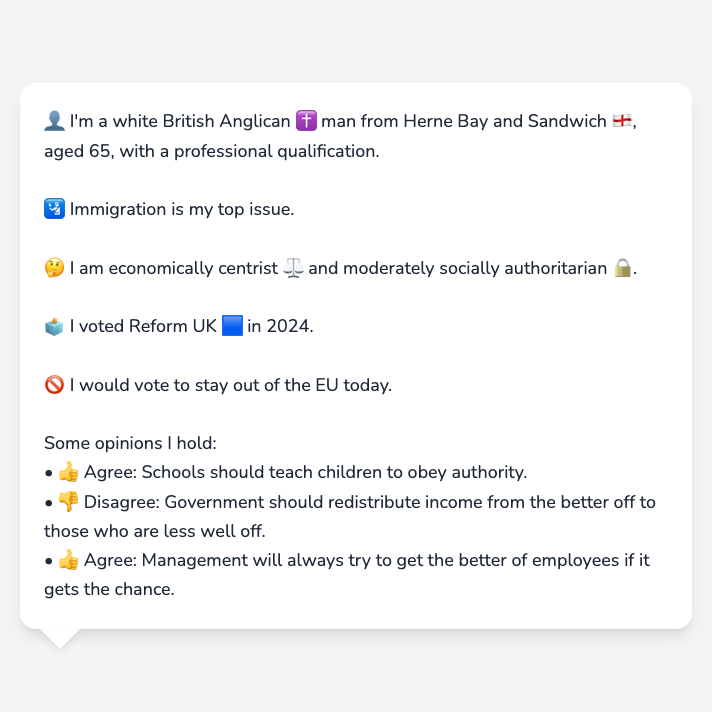 👤 I'm a white British Anglican ✝️ man from Herne Bay and Sandwich 🏴󠁧󠁢󠁥󠁮󠁧󠁿,
aged 65, with a professional qualification.
🛂 Immigration is my top issue.
🤔 I am economically centrist ⚖️ and moderately socially authoritarian 🔒.
🗳️ I voted Reform UK 🟦 in 2024.
🚫 I would vote to stay out of the EU today.
Some opinions I hold:
• 👍 Agree: Schools should teach children to obey authority.
• 👎 Disagree: Government should redistribute income from the better off to
those who are less well off.
• 👍 Agree: Management will always try to get the better of employees if it
gets the chance.